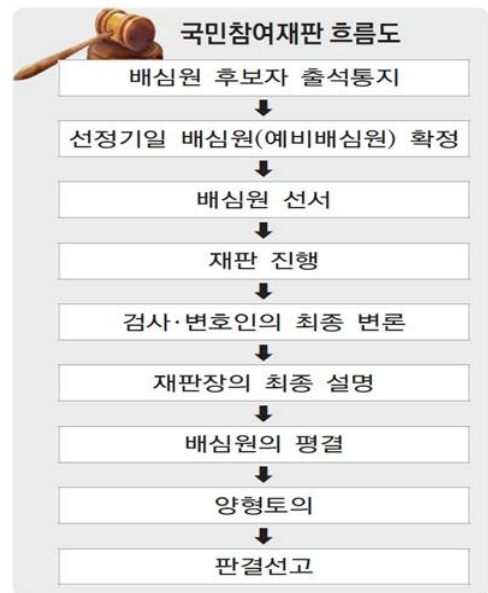 국민참여재판 흐름도
배심원 후보자 출석통지
선정기일 배심원(예비배심원) 확정
배심원 선서
재판 진행
검사·변호인의 최종 변론
재판장의 최종 설명
배심원의 평결
양형토의
판결선고